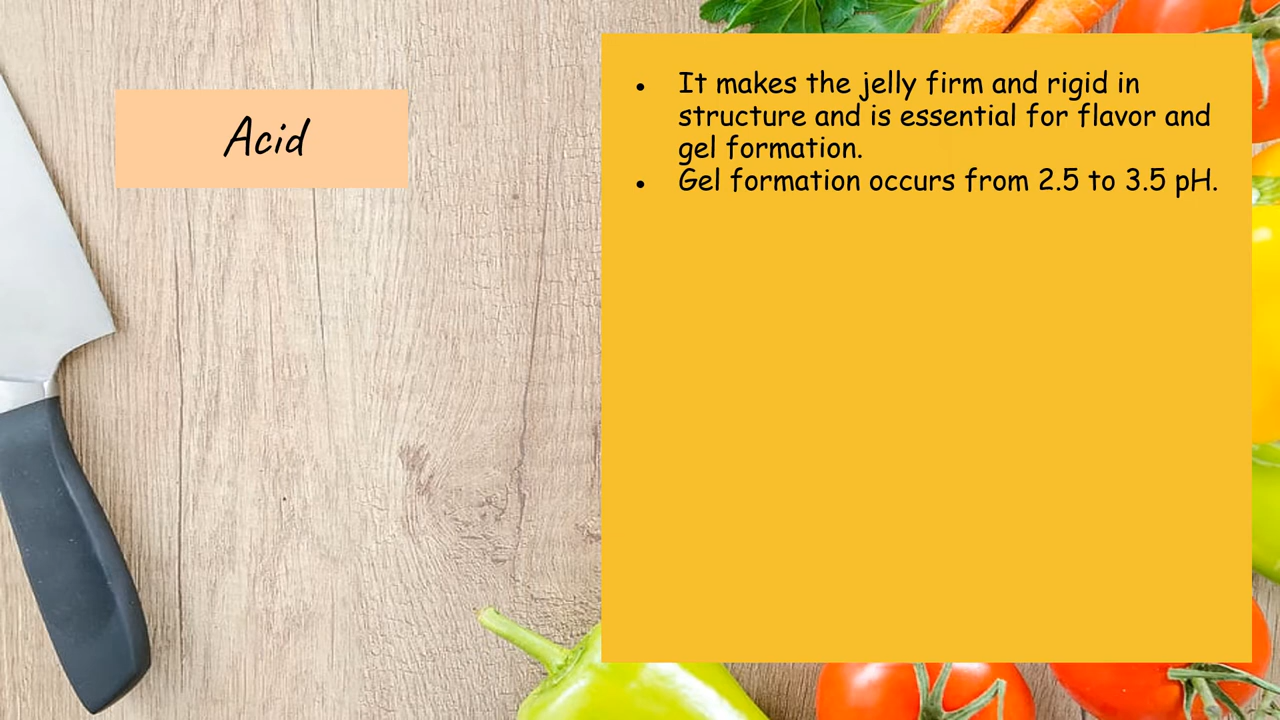 Acid
• It makes the jelly firm and rigid in
structure and is essential for flavor and
gel formation.
• Gel formation occurs from 2.5 to 3.5 pH.